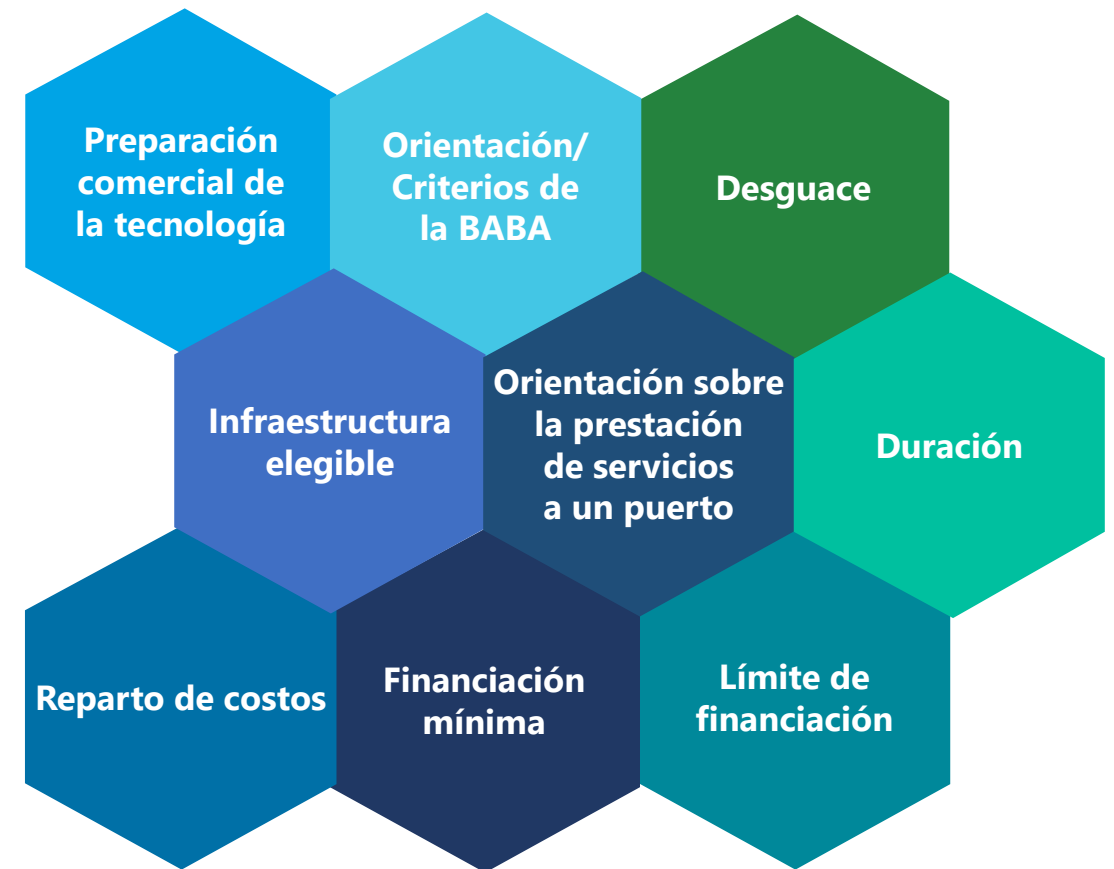 Preparación
comercial de
la tecnología
Orientación/
Criterios de
la BABA
Desguace
Infraestructura
elegible
Orientación sobre
la prestación
de servicios
a un puerto
Duración
Reparto de costos
Financiación
mínima
Límite de
financiación